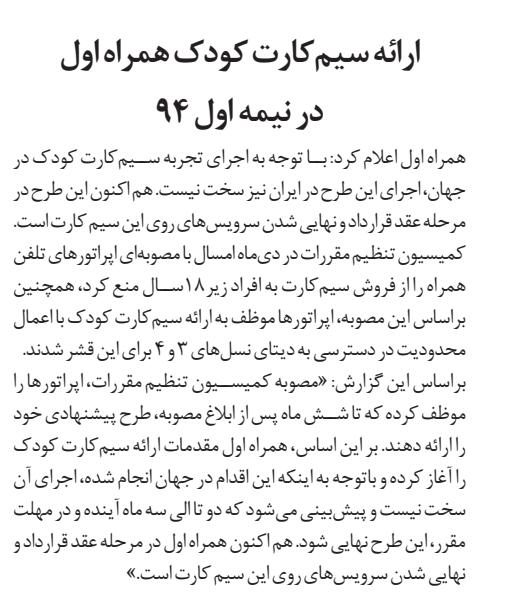 ارائه سیم‌کارت کودک همراه اول
در نیمه اول ۹۴
همراه اول اعلام کرد: بــا توجه به اجرای تجربه ســیم‌کارت کودک در
جهان، اجرای این طرح در ایران نیز سخت نیست. هم اکنون این طرح در
مرحله عقد قرارداد و نهایی شدن سرویس‌های روی این سیم کارت است.
کمیسیون تنظیم مقررات در دی‌ماه امسال با مصوبه‌ای اپراتورهای تلفن
همراه را از فروش سیم‌کارت به افراد زیر ۱۸ ســال منع کرد، همچنین
براساس این مصوبه، اپراتورها موظف به ارائه سیم‌کارت کودک با اعمال
محدودیت در دسترسی به دیتای نسل‌های ۳ و ۴ برای این قشر شدند.
براساس این گزارش: «مصوبه کمیســیون تنظیم مقررات، اپراتورها را
موظف کرده که تا شــش ماه پس از ابلاغ مصوبه، طرح پیشنهادی خود
را ارائه دهند. بر این اساس، همراه اول مقدمات ارائه سیم‌کارت کودک
را آغاز کرده و باتوجه به اینکه این اقدام در جهان انجام شده، اجرای آن
سخت نیست و پیش‌بینی می‌شود که دو تا الی سه ماه آینده و در مهلت
مقرر، این طرح نهایی شود. هم اکنون همراه اول در مرحله عقد قرارداد و
نهایی شدن سرویس‌های روی این سیم کارت است.»